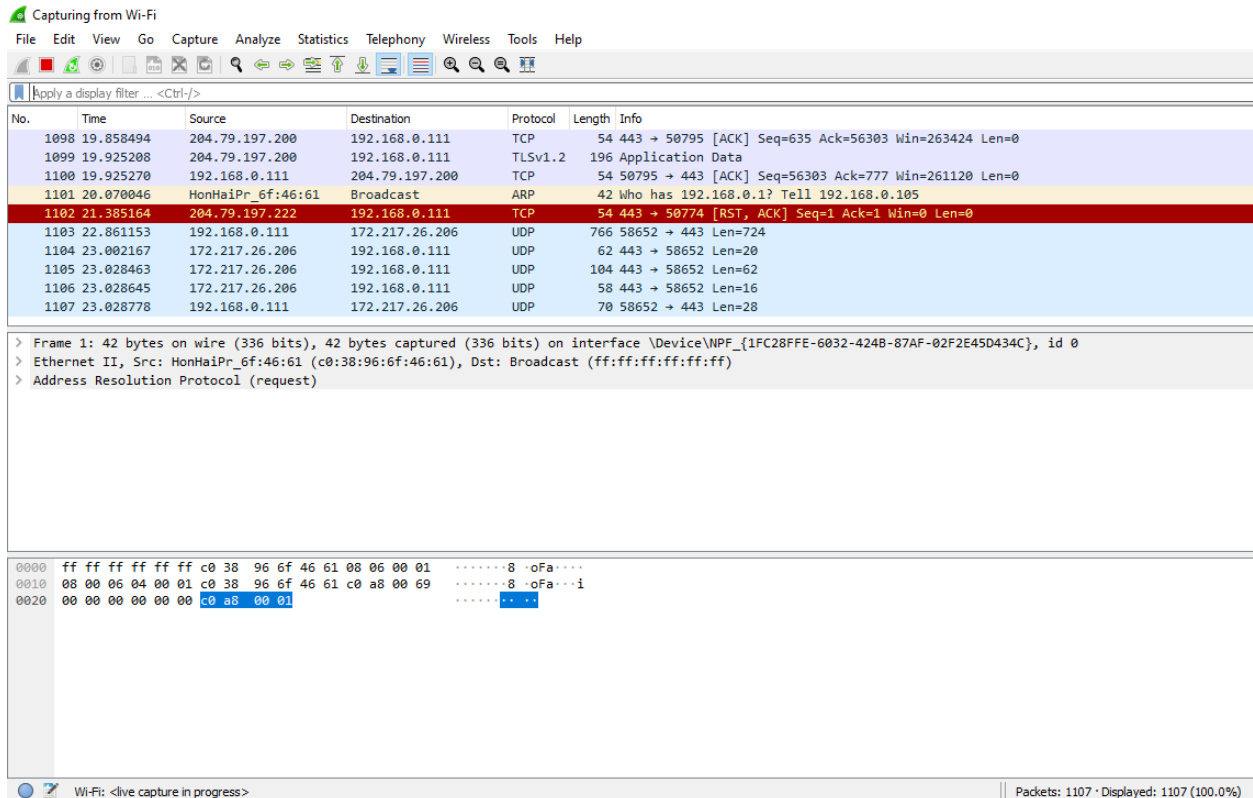 Capturing from Wi-Fi
File Edit View Go Capture Analyze Statistics Telephony Wireless Tools Help
Apply a display filter ... <Ctrl-/>
No. Time Source Destination Protocol Length Info
1098 19.858494 204.79.197.200 192.168.0.111 TCP 54 443 → 50795 [ACK] Seq=635 Ack=56303 Win=263424 Len=0
1099 19.925208 204.79.197.200 192.168.0.111 TLSv1.2 196 Application Data
1100 19.925270 192.168.0.111 204.79.197.200 TCP 54 50795 → 443 [ACK] Seq=56303 Ack=777 Win=261120 Len=0
1101 20.070046 HonHaiPr_6f:46:61 Broadcast ARP 42 Who has 192.168.0.1? Tell 192.168.0.105
1102 21.385164 204.79.197.222 192.168.0.111 TCP 54 443 → 50774 [RST, ACK] Seq=1 Ack=1 Win=0 Len=0
1103 22.861153 192.168.0.111 172.217.26.206 UDP 766 58652 → 443 Len=724
1104 23.002167 172.217.26.206 192.168.0.111 UDP 62 443 → 58652 Len=20
1105 23.028463 172.217.26.206 192.168.0.111 UDP 104 443 → 58652 Len=62
1106 23.028645 172.217.26.206 192.168.0.111 UDP 58 443 → 58652 Len=16
1107 23.028778 192.168.0.111 172.217.26.206 UDP 70 58652 → 443 Len=28
> Frame 1: 42 bytes on wire (336 bits), 42 bytes captured (336 bits) on interface \Device\NPF_{1FC28FFE-6032-424B-87AF-02F2E45D434C}, id 0
> Ethernet II, Src: HonHaiPr_6f:46:61 (c0:38:96:6f:46:61), Dst: Broadcast (ff:ff:ff:ff:ff:ff)
> Address Resolution Protocol (request)
0000 ff ff ff ff ff ff c0 38 96 6f 46 61 08 06 00 01 ·······8 ·oFa····
0010 08 00 06 04 00 01 c0 38 96 6f 46 61 c0 a8 00 69 ·······8 ·oFa···i
0020 00 00 00 00 00 00 c0 a8 00 01 ········ ··
Wi-Fi: <live capture in progress> Packets: 1107 · Displayed: 1107 (100.0%)